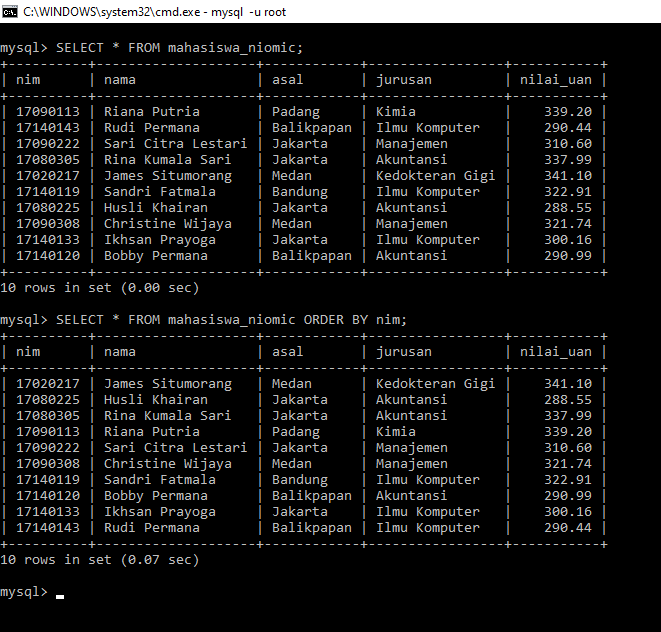 C:\WINDOWS\system32\cmd.exe - mysql  -u root
mysql> SELECT * FROM mahasiswa_niomic;
+----------+--------------------+------------+-----------------+-----------+
| nim      | nama               | asal       | jurusan         | nilai_uan |
+----------+--------------------+------------+-----------------+-----------+
| 17090113 | Riana Putria       | Padang     | Kimia           |    339.20 |
| 17140143 | Rudi Permana       | Balikpapan | Ilmu Komputer   |    290.44 |
| 17090222 | Sari Citra Lestari | Jakarta    | Manajemen       |    310.60 |
| 17080305 | Rina Kumala Sari   | Jakarta    | Akuntansi       |    337.99 |
| 17020217 | James Situmorang   | Medan      | Kedokteran Gigi |    341.10 |
| 17140119 | Sandri Fatmala     | Bandung    | Ilmu Komputer   |    322.91 |
| 17080225 | Husli Khairan      | Jakarta    | Akuntansi       |    288.55 |
| 17090308 | Christine Wijaya   | Medan      | Manajemen       |    321.74 |
| 17140133 | Ikhsan Prayoga     | Jakarta    | Ilmu Komputer   |    300.16 |
| 17140120 | Bobby Permana      | Balikpapan | Akuntansi       |    290.99 |
+----------+--------------------+------------+-----------------+-----------+
10 rows in set (0.00 sec)
mysql> SELECT * FROM mahasiswa_niomic ORDER BY nim;
+----------+--------------------+------------+-----------------+-----------+
| nim      | nama               | asal       | jurusan         | nilai_uan |
+----------+--------------------+------------+-----------------+-----------+
| 17020217 | James Situmorang   | Medan      | Kedokteran Gigi |    341.10 |
| 17080225 | Husli Khairan      | Jakarta    | Akuntansi       |    288.55 |
| 17080305 | Rina Kumala Sari   | Jakarta    | Akuntansi       |    337.99 |
| 17090113 | Riana Putria       | Padang     | Kimia           |    339.20 |
| 17090222 | Sari Citra Lestari | Jakarta    | Manajemen       |    310.60 |
| 17090308 | Christine Wijaya   | Medan      | Manajemen       |    321.74 |
| 17140119 | Sandri Fatmala     | Bandung    | Ilmu Komputer   |    322.91 |
| 17140120 | Bobby Permana      | Balikpapan | Akuntansi       |    290.99 |
| 17140133 | Ikhsan Prayoga     | Jakarta    | Ilmu Komputer   |    300.16 |
| 17140143 | Rudi Permana       | Balikpapan | Ilmu Komputer   |    290.44 |
+----------+--------------------+------------+-----------------+-----------+
10 rows in set (0.07 sec)
mysql> _